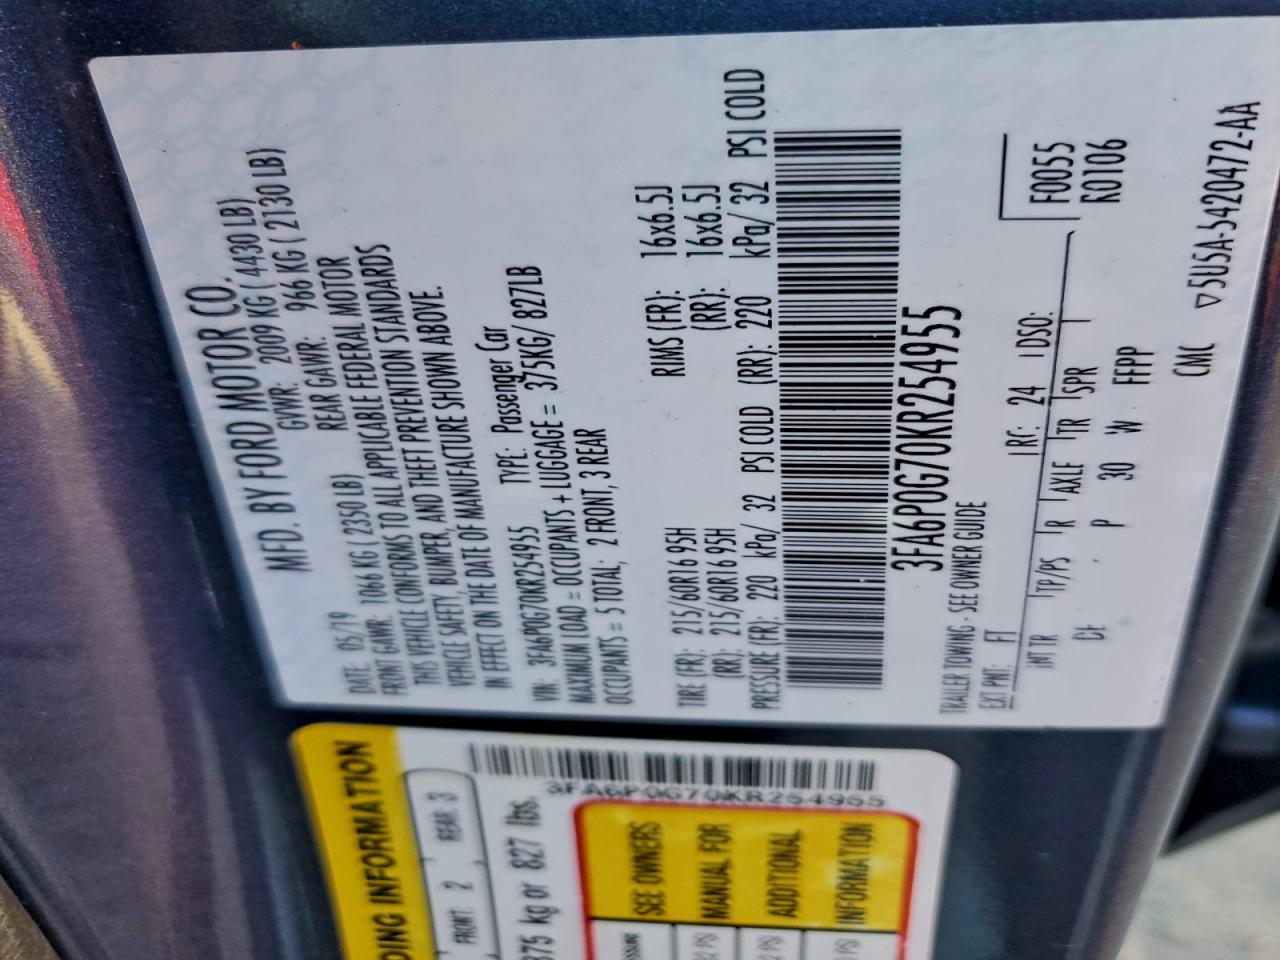 MFD. BY FORD MOTOR CO.
DATE: 05/19 GVWR: 2009 KG ( 4430 LB)
FRONT GAWR: 1066 KG ( 2350 LB) REAR GAWR: 966 KG ( 2130 LB)
THIS VEHICLE CONFORMS TO ALL APPLICABLE FEDERAL MOTOR
VEHICLE SAFETY, BUMPER, AND THEFT PREVENTION STANDARDS
IN EFFECT ON THE DATE OF MANUFACTURE SHOWN ABOVE.
VIN: 3FA6P0G70KR254955 TYPE: Passenger Car
MAXIMUM LOAD = OCCUPANTS + LUGGAGE = 375KG/ 827LB
OCCUPANTS = 5 TOTAL; 2 FRONT, 3 REAR
TIRE (FR): 215/60R16 95H RIMS (FR): 16x6.5J
(RR): 215/60R16 95H (RR): 16x6.5J
PRESSURE (FR): 220 kPa/ 32 PSI COLD (RR): 220 kPa/ 32 PSI COLD
3FA6P0G70KR254955
TRAILER TOWING - SEE OWNER GUIDE
EXT PNT: FT RF: 24 DSO: F0055
INT TR TP/PS R AXLE TR SPR R0106
P 30 W FFPP
CMC 5U5A-5420472-AA
DING INFORMATION
FRONT: 2 REAR: 3
375 kg or 827 lbs.
3FA6P0G70KR254955
SEE OWNERS
MANUAL FOR
ADDITIONAL
INFORMATION